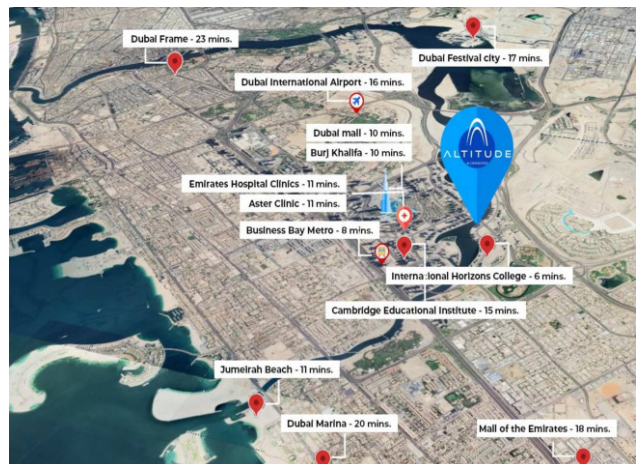 Dubai Frame - 23 mins.
Dubai Festival city - 17 mins.
Dubai International Airport - 16 mins.
Dubai mall - 10 mins.
Burj Khalifa - 10 mins.
ALTITUDE
Emirates Hospital Clinics - 11 mins.
Aster Clinic - 11 mins.
Business Bay Metro - 8 mins.
International Horizons College - 6 mins.
Cambridge Educational Institute - 15 mins.
Jumeirah Beach - 11 mins.
Dubai Marina - 20 mins.
Mall of the Emirates - 18 mins.